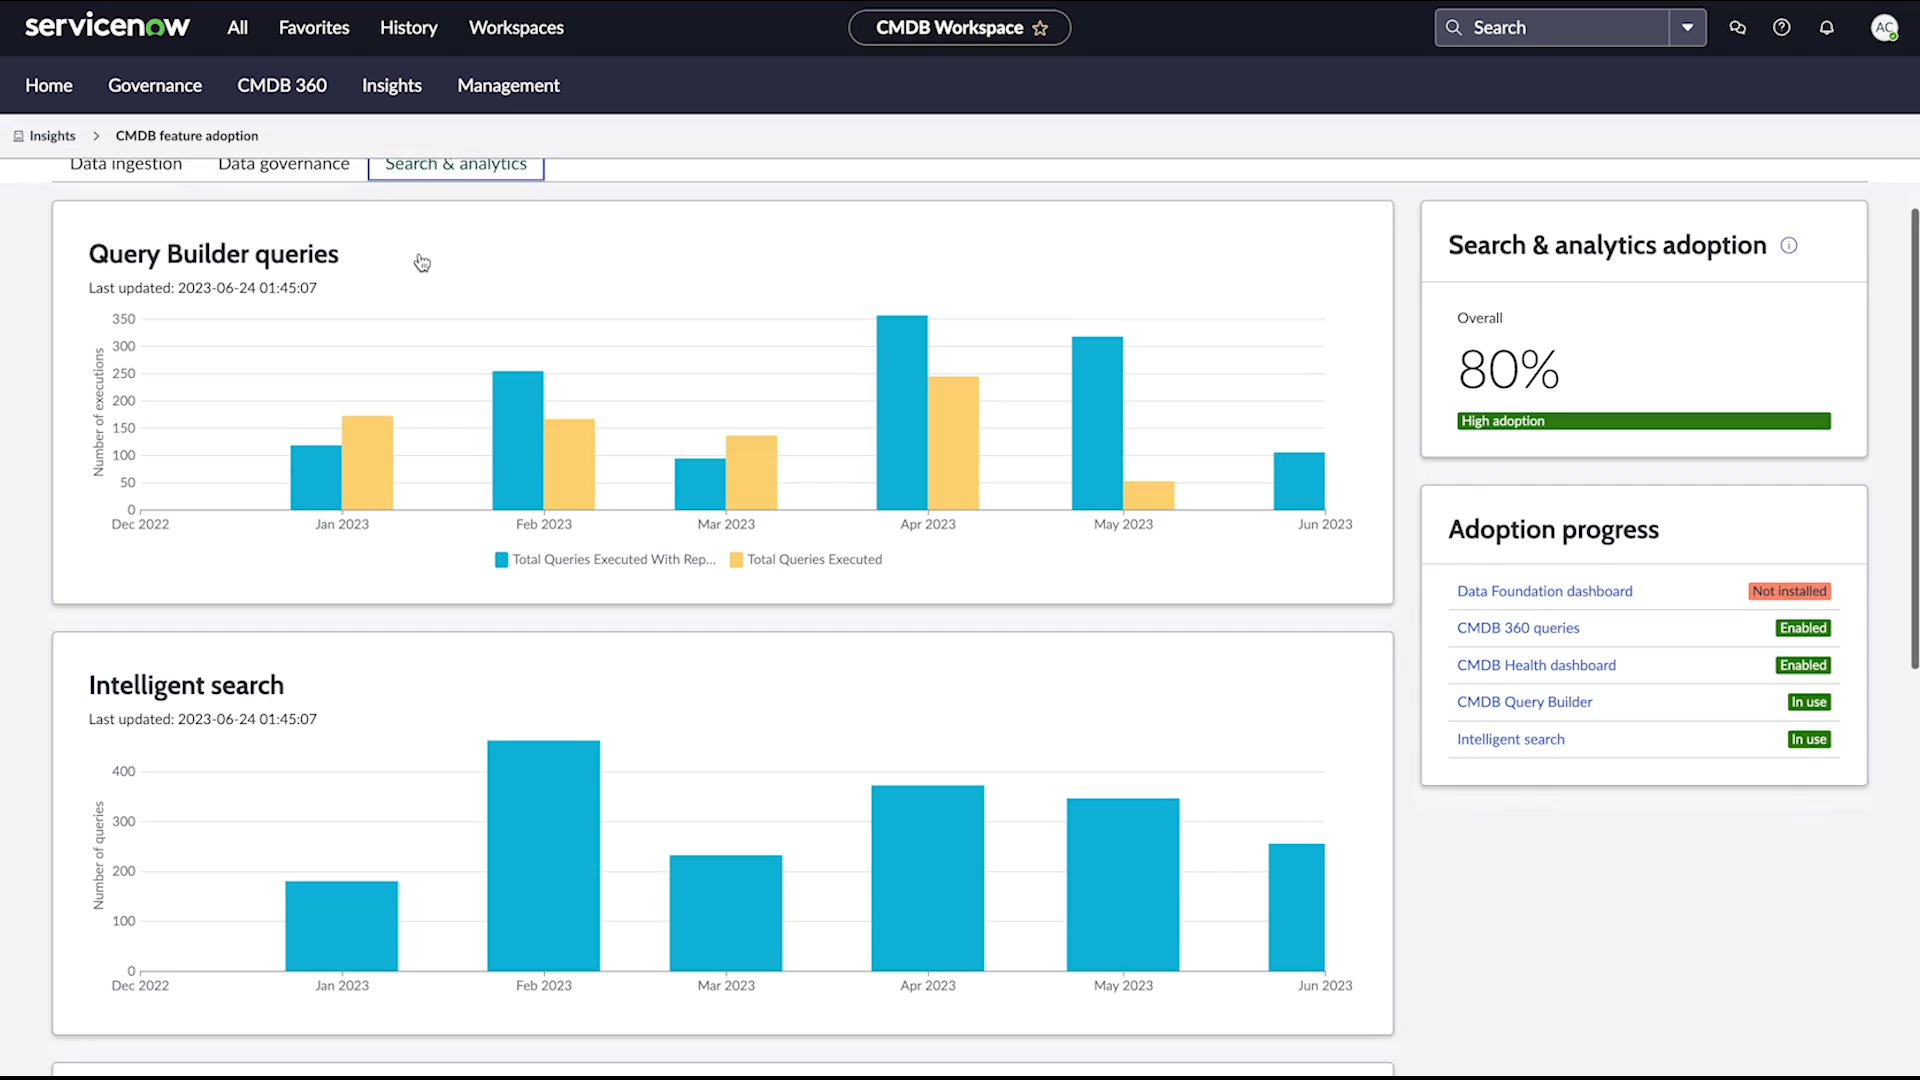 servicenow All Favorites History Workspaces CMDB Workspace Search AC
Home Governance CMDB 360 Insights Management
Insights > CMDB feature adoption
Data ingestion Data governance Search & analytics
Query Builder queries
Last updated: 2023-06-24 01:45:07
Number of executions
350
300
250
200
150
100
50
0
Dec 2022 Jan 2023 Feb 2023 Mar 2023 Apr 2023 May 2023 Jun 2023
Total Queries Executed With Rep... Total Queries Executed
Intelligent search
Last updated: 2023-06-24 01:45:07
Number of queries
400
300
200
100
0
Dec 2022 Jan 2023 Feb 2023 Mar 2023 Apr 2023 May 2023 Jun 2023
Search & analytics adoption
Overall
80%
High adoption
Adoption progress
Data Foundation dashboard Not installed
CMDB 360 queries Enabled
CMDB Health dashboard Enabled
CMDB Query Builder In use
Intelligent search In use